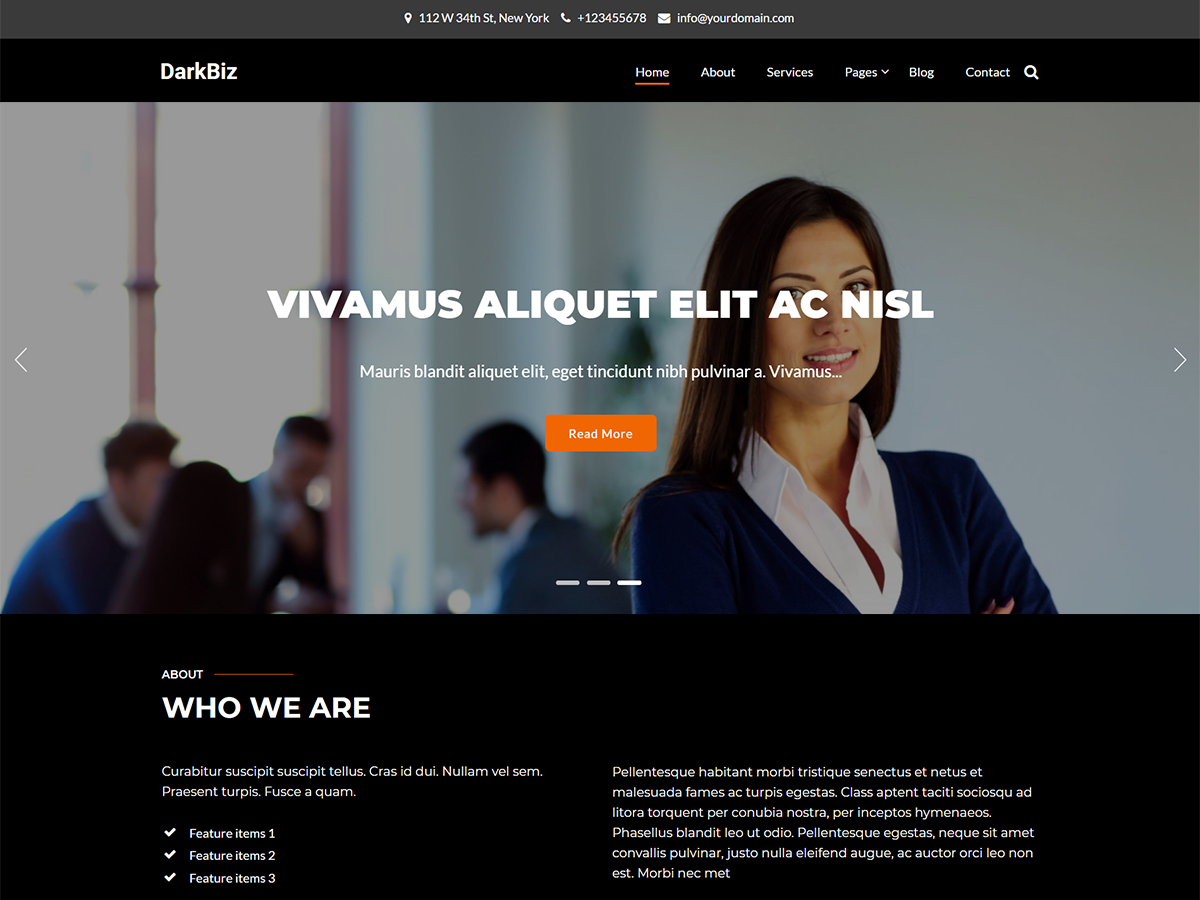 112 W 34th St, New York +123455678 info@yourdomain.com
DarkBiz Home About Services Pages Blog Contact
VIVAMUS ALIQUET ELIT AC NISL
Mauris blandit aliquet elit, eget tincidunt nibh pulvinar a. Vivamus...
Read More
ABOUT
WHO WE ARE
Curabitur suscipit suscipit tellus. Cras id dui. Nullam vel sem.
Praesent turpis. Fusce a quam.
Feature items 1
Feature items 2
Feature items 3
Pellentesque habitant morbi tristique senectus et netus et
malesuada fames ac turpis egestas. Class aptent taciti sociosqu ad
litora torquent per conubia nostra, per inceptos hymenaeos.
Phasellus blandit leo ut odio. Pellentesque egestas, neque sit amet
convallis pulvinar, justo nulla eleifend augue, ac auctor orci leo non
est. Morbi nec met